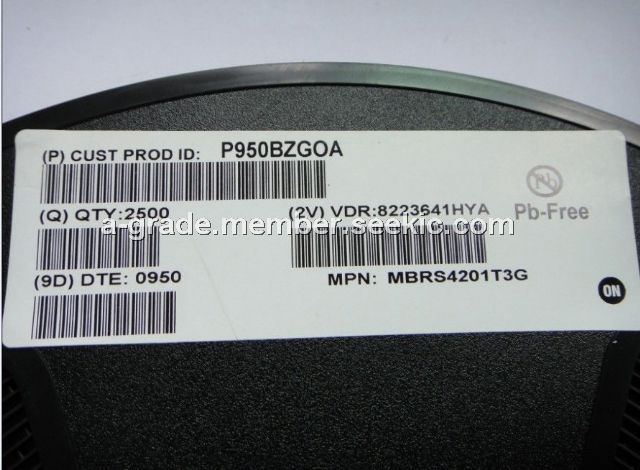 (P) CUST PROD ID: P950BZGOA
Pb
Pb-Free
(Q) QTY:2500
(2V) VDR:8223641HYA
a-grade.member.seekic.com
(9D) DTE: 0950
MPN: MBRS4201T3G
ON